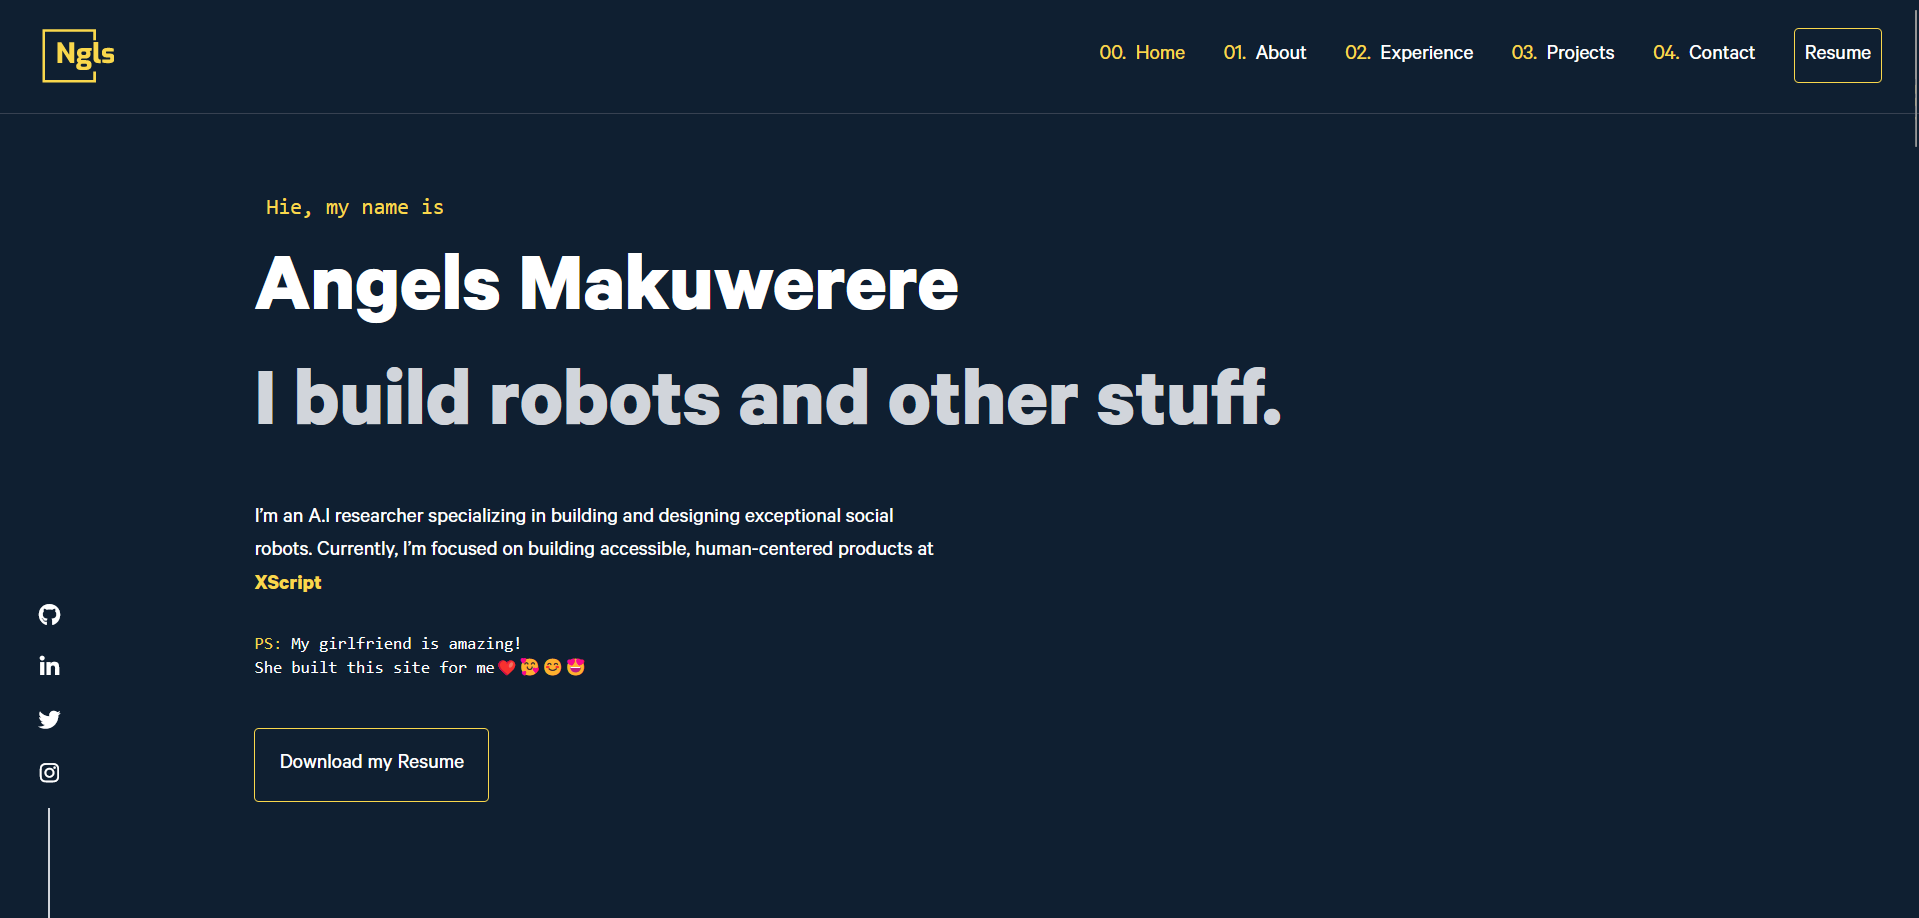 Ngls
00. Home 01. About 02. Experience 03. Projects 04. Contact Resume
Hie, my name is
Angels Makuwerere
I build robots and other stuff.
I'm an A.I researcher specializing in building and designing exceptional social
robots. Currently, I'm focused on building accessible, human-centered products at
XScript
PS: My girlfriend is amazing!
She built this site for me❤️🥰😊🤩
Download my Resume